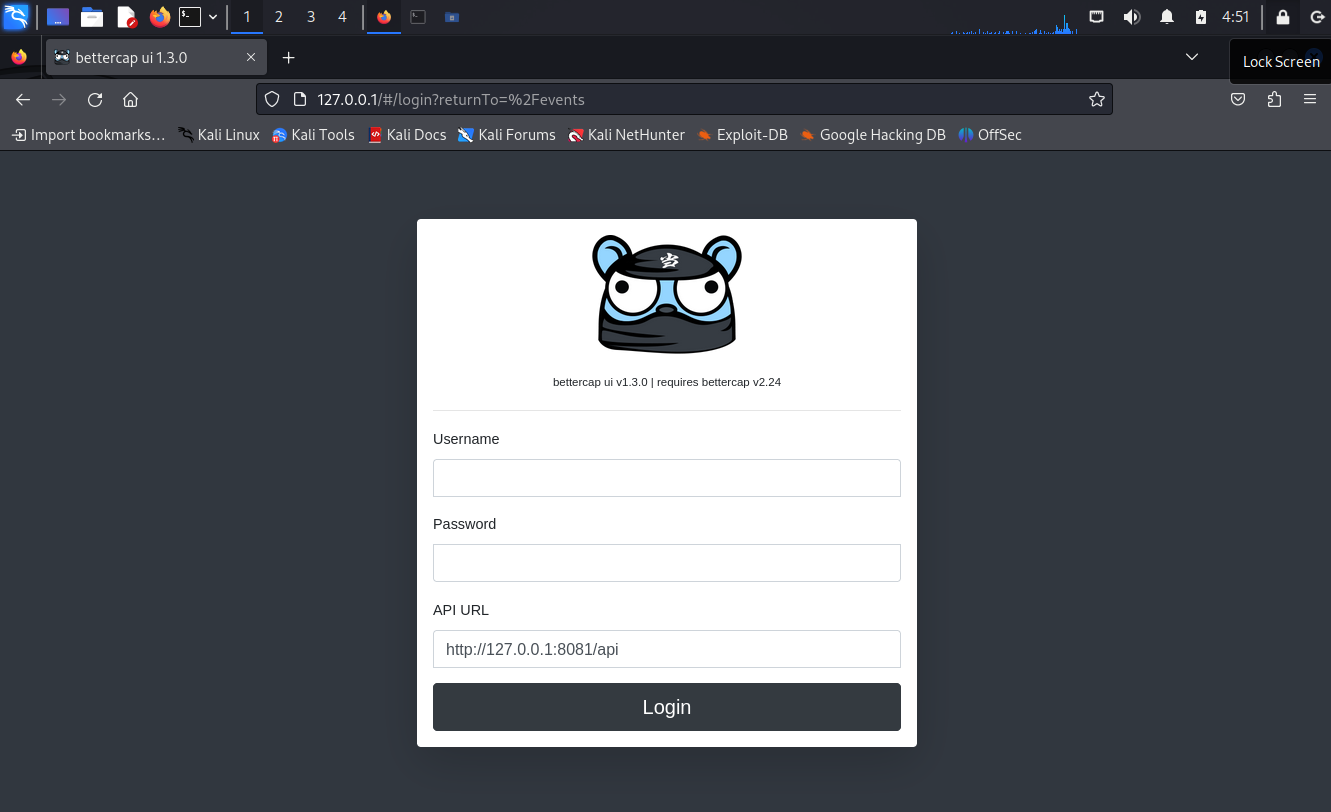 1 2 3 4 4:51
bettercap ui 1.3.0
Lock Screen
127.0.0.1/#/login?returnTo=%2Fevents
Import bookmarks… Kali Linux Kali Tools Kali Docs Kali Forums Kali NetHunter Exploit-DB Google Hacking DB OffSec
bettercap ui v1.3.0 | requires bettercap v2.24
Username
Password
API URL
http://127.0.0.1:8081/api
Login